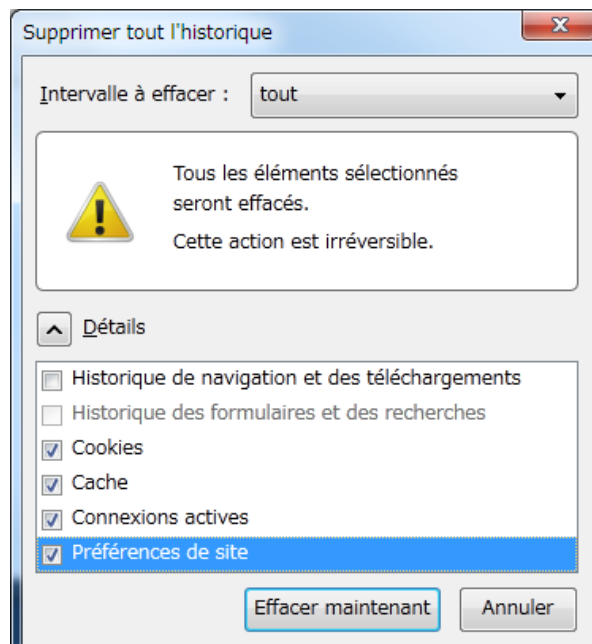 Supprimer tout l'historique
Intervalle à effacer : tout
Tous les éléments sélectionnés
seront effacés.
Cette action est irréversible.
Détails
Historique de navigation et des téléchargements
Historique des formulaires et des recherches
Cookies
Cache
Connexions actives
Préférences de site
Effacer maintenant Annuler